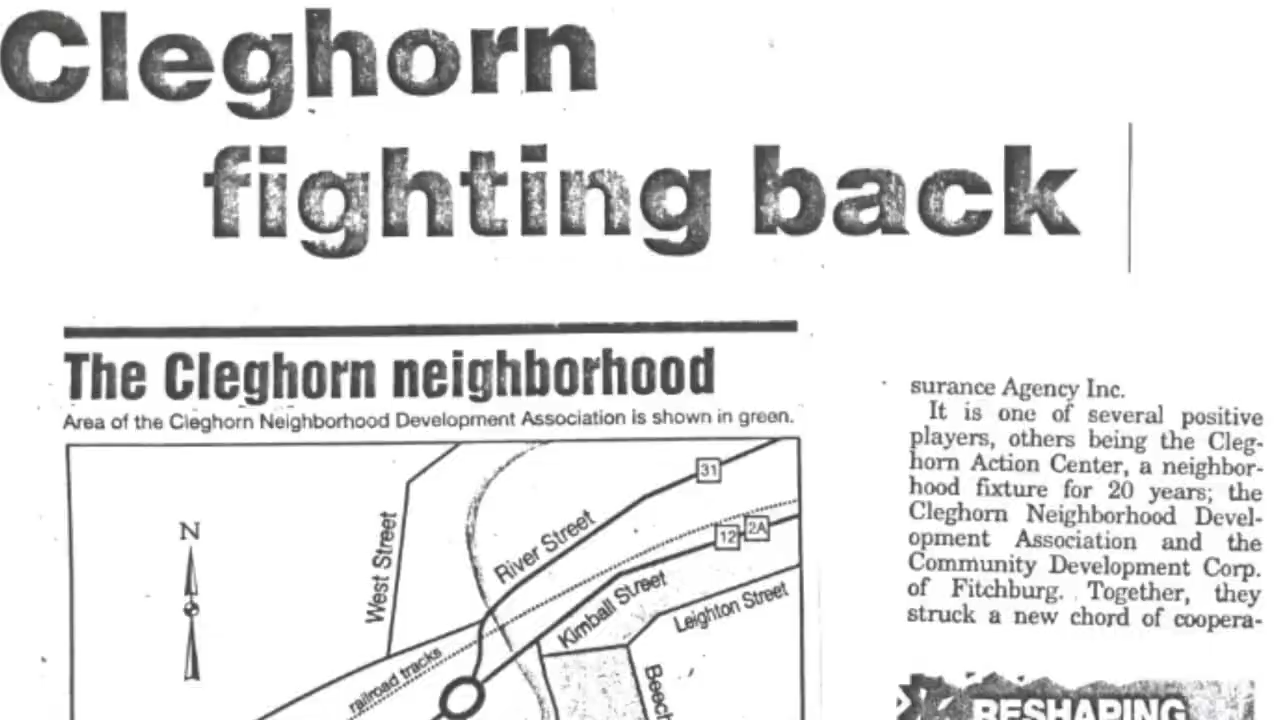 Cleghorn
fighting back
The Cleghorn neighborhood
Area of the Cleghorn Neighborhood Development Association is shown in green.
31
12
2A
N
West Street
River Street
Kimball Street
Leighton Street
railroad tracks
Beech
surance Agency Inc.
It is one of several positive
players, others being the Cleg-
horn Action Center, a neighbor-
hood fixture for 20 years; the
Cleghorn Neighborhood Devel-
opment Association and the
Community Development Corp.
of Fitchburg. Together, they
struck a new chord of coopera-
RESHAPING